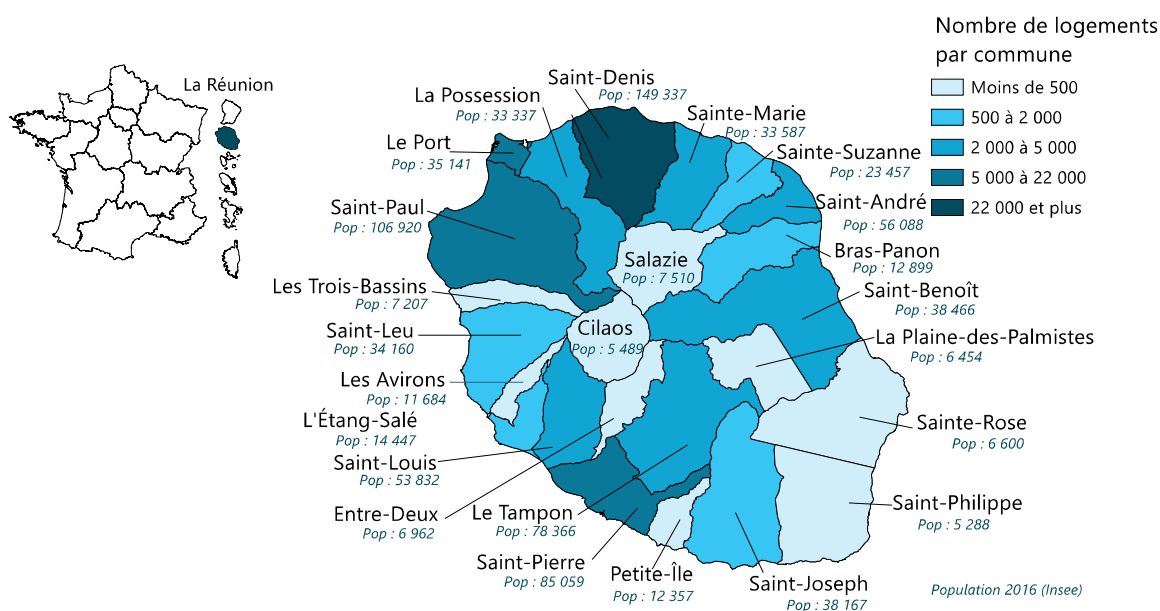 Nombre de logements
par commune
Moins de 500
500 à 2 000
2 000 à 5 000
5 000 à 22 000
22 000 et plus
La Réunion
Saint-Denis
Pop : 149 337
La Possession
Pop : 33 337
Sainte-Marie
Pop : 33 587
Le Port
Pop : 35 141
Sainte-Suzanne
Pop : 23 457
Saint-Paul
Pop : 106 920
Saint-André
Pop : 56 088
Salazie
Pop : 7 510
Bras-Panon
Pop : 12 899
Les Trois-Bassins
Pop : 7 207
Saint-Benoît
Pop : 38 466
Saint-Leu
Pop : 34 160
Cilaos
Pop : 5 489
La Plaine-des-Palmistes
Pop : 6 454
Les Avirons
Pop : 11 684
L'Étang-Salé
Pop : 14 447
Sainte-Rose
Pop : 6 600
Saint-Louis
Pop : 53 832
Entre-Deux
Pop : 6 962
Le Tampon
Pop : 78 366
Saint-Philippe
Pop : 5 288
Saint-Pierre
Pop : 85 059
Petite-Île
Pop : 12 357
Saint-Joseph
Pop : 38 167
Population 2016 (Insee)